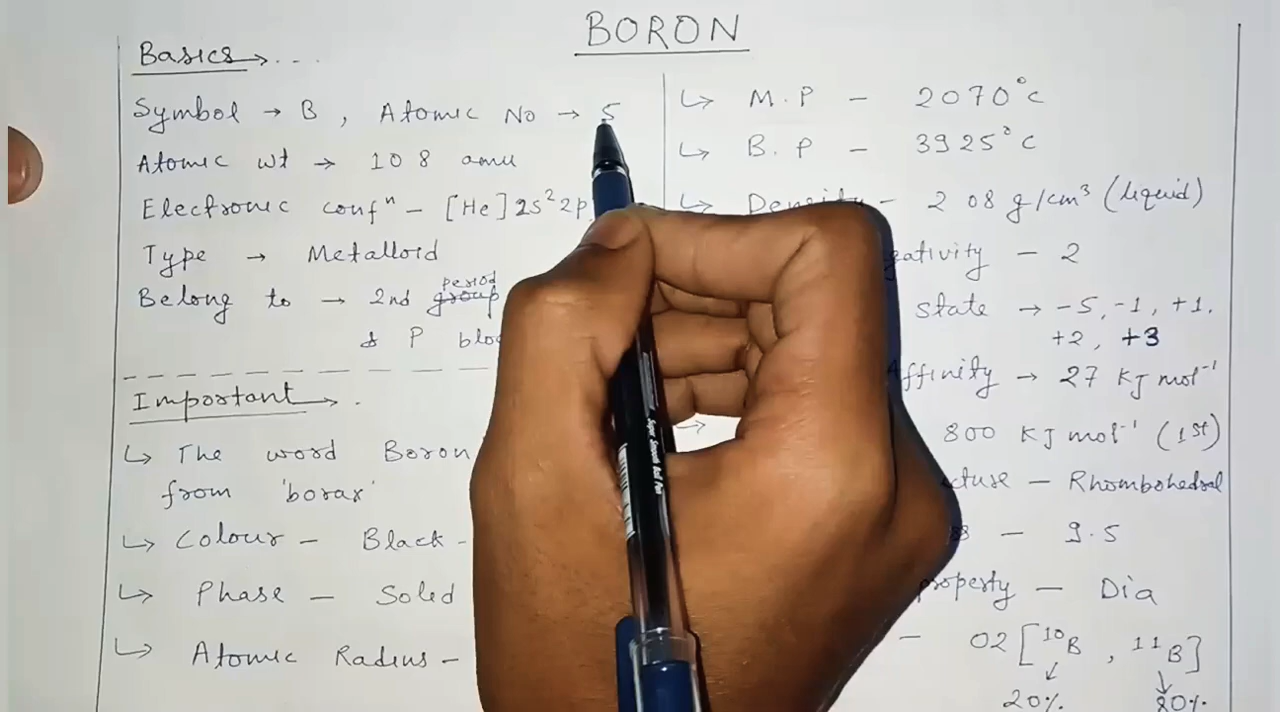 BORON
Basics → ...
Symbol → B , Atomic No → 5
Atomic wt → 10 8 amu
Electronic confⁿ – [He] 2s² 2p
Type → Metalloid
Belong to → 2nd period
& P bloc
Important → .
↳ The word Boron
from 'borax'
↳ Colour – Black -
↳ Phase – Solid
↳ Atomic Radius –
↳ M.P – 2070°C
↳ B.P – 3925°C
↳ Density – 2 08 g/cm³ (liquid)
gativity – 2
state → -5, -1, +1,
+2, +3
Affinity → 27 KJ mol⁻¹
800 KJ mol⁻¹ (1st)
cture – Rhombohedral
– 9.5
property – Dia
– 02 [¹⁰B , ¹¹B]
20% 80%